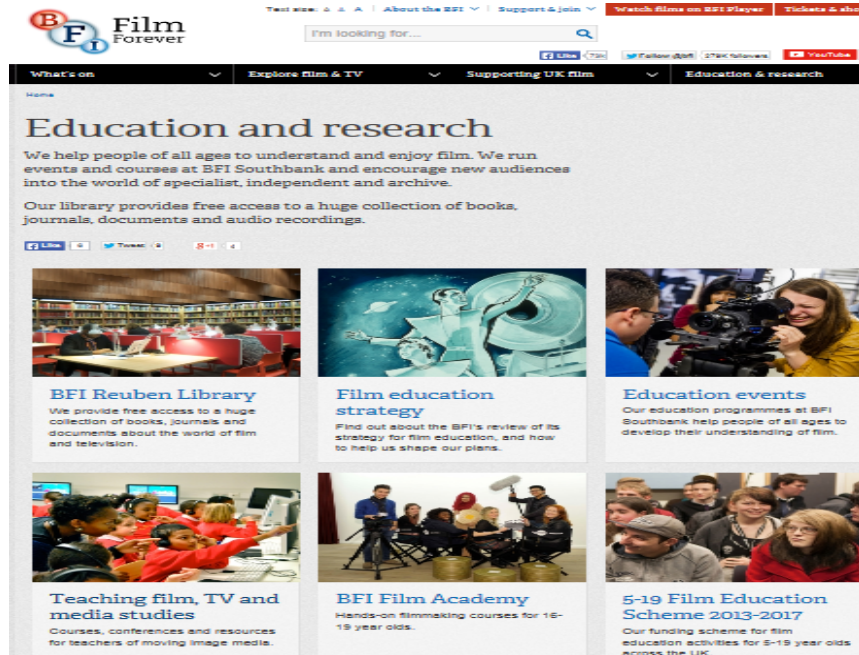 BFI
Film
Forever
Text size: A A A | About the BFI | Support & join
Watch films on BFI Player
Tickets & sho
I'm looking for...
Like
Follow @bfi
YouTube
What's on
Explore film & TV
Supporting UK film
Education & research
Home
Education and research
We help people of all ages to understand and enjoy film. We run
events and courses at BFI Southbank and encourage new audiences
into the world of specialist, independent and archive.
Our library provides free access to a huge collection of books,
journals, documents and audio recordings.
Like
Tweet
BFI Reuben Library
We provide free access to a huge
collection of books, journals and
documents about the world of film
and television.
Film education
strategy
Find out about the BFI's review of its
strategy for film education, and how
to help us shape our plans.
Education events
Our education programmes at BFI
Southbank help people of all ages to
develop their understanding of film.
Teaching film, TV and
media studies
Courses, conferences and resources
for teachers of moving image media.
BFI Film Academy
Hands-on filmmaking courses for 16-
19 year olds.
5-19 Film Education
Scheme 2013-2017
Our funding scheme for film
education activities for 5-19 year olds
across the UK